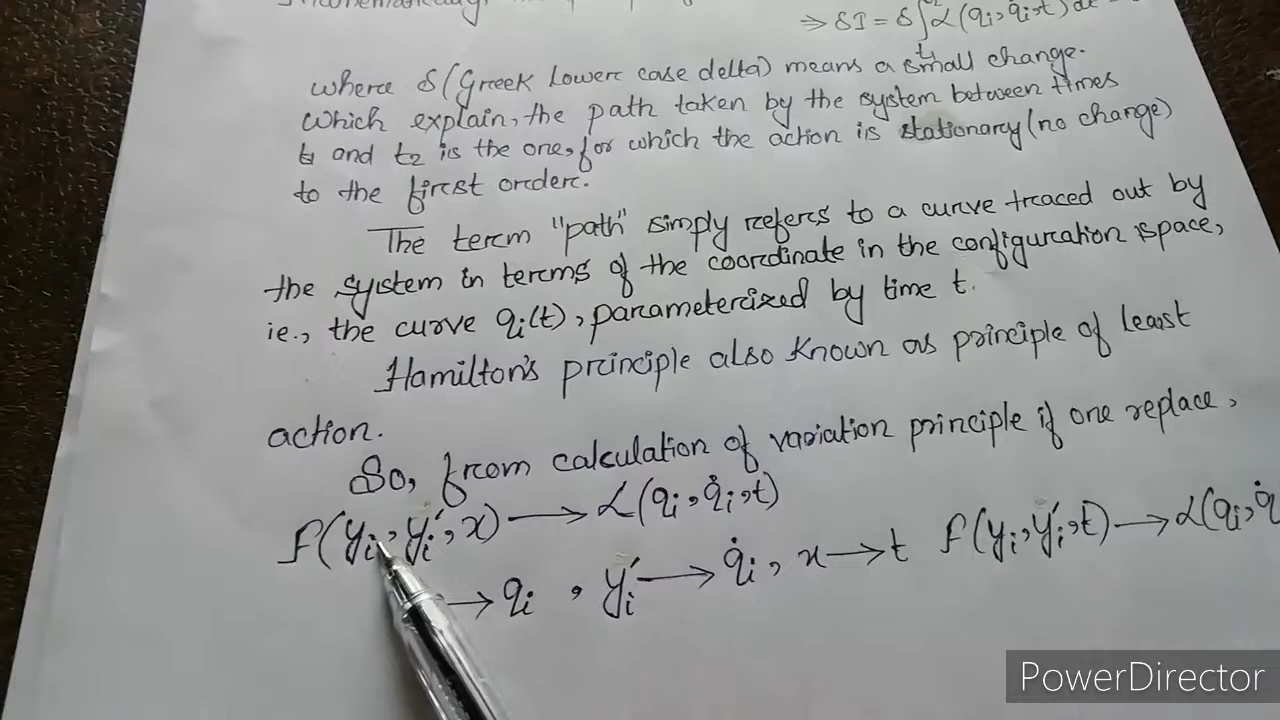 ⇒ δI = δ∫ L(qi, q̇i, t) dt
where δ (Greek Lower case delta) means a small change.
which explain, the path taken by the system between times
t1 and t2 is the one, for which the action is stationary (no change)
to the first order.
The term "path" simply refers to a curve traced out by
the system in terms of the coordinate in the configuration space,
ie., the curve qi(t), parameterized by time t.
Hamilton's principle also known as principle of least
action.
So, from calculation of variation principle if one replace,
f(yi, yi', x) → L(qi, q̇i, t)
→ qi , yi' → q̇i , x → t f(yi, yi', t) → L(qi, q̇
PowerDirector